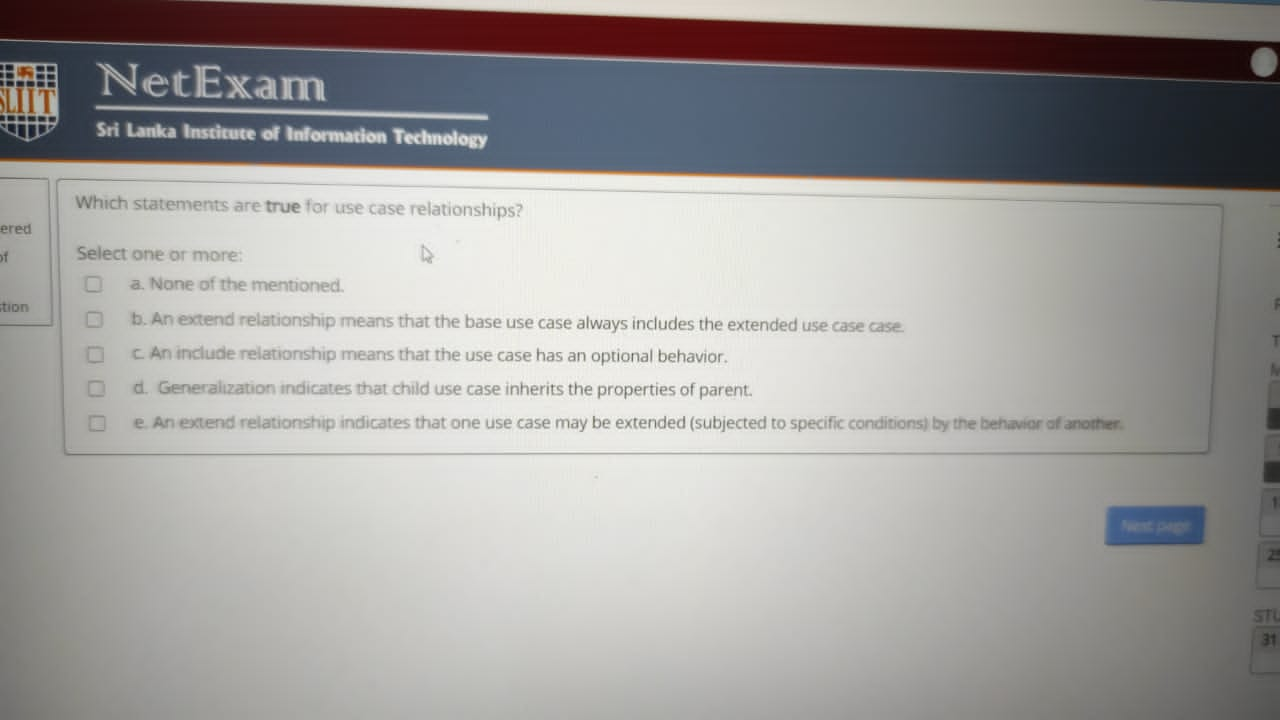 NetExam
SLIIT
Sri Lanka Institute of Information Technology
ered
of
tion
Which statements are true for use case relationships?
Select one or more:
a. None of the mentioned.
b. An extend relationship means that the base use case always includes the extended use case case.
c. An include relationship means that the use case has an optional behavior.
d. Generalization indicates that child use case inherits the properties of parent.
e. An extend relationship indicates that one use case may be extended (subjected to specific conditions) by the behavior of another.
Next page
STU
31